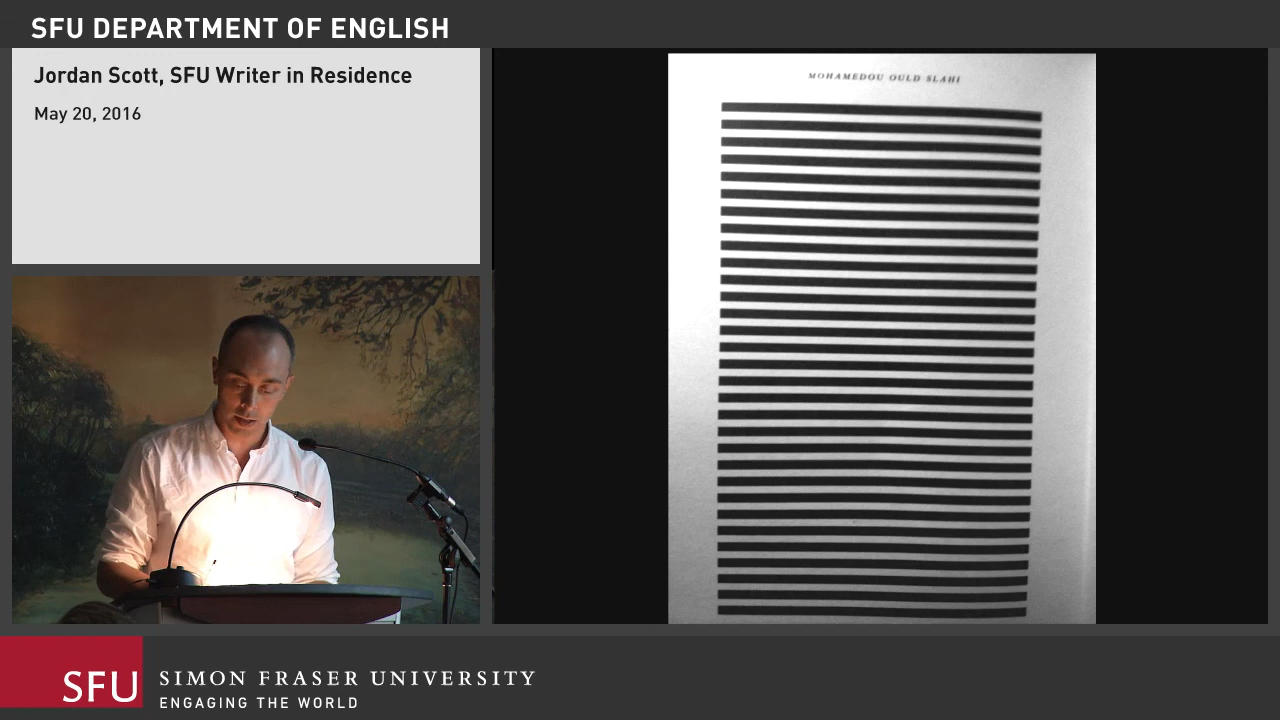 SFU DEPARTMENT OF ENGLISH
Jordan Scott, SFU Writer in Residence
May 20, 2016
MOHAMEDOU OULD SLAHI
SFU
SIMON FRASER UNIVERSITY
ENGAGING THE WORLD